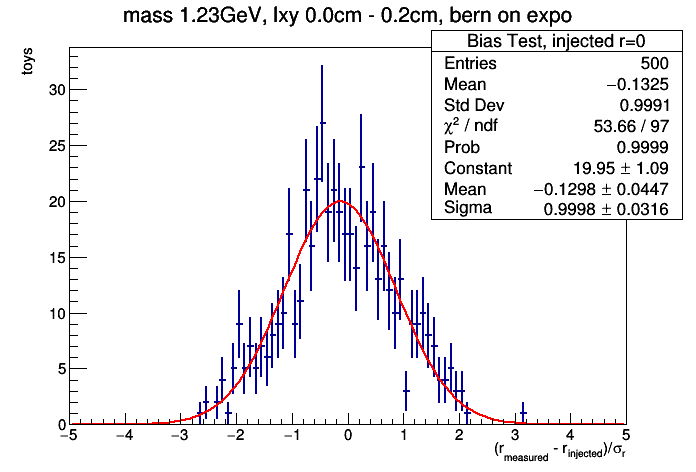 mass 1.23GeV, lxy 0.0cm - 0.2cm, bern on expo
Bias Test, injected r=0
Entries 500
Mean −0.1325
Std Dev 0.9991
χ² / ndf 53.66 / 97
Prob 0.9999
Constant 19.95 ± 1.09
Mean −0.1298 ± 0.0447
Sigma 0.9998 ± 0.0316
toys
30
25
20
15
10
5
0
−5 −4 −3 −2 −1 0 1 2 3 4 5
(r_measured - r_injected)/σ_r